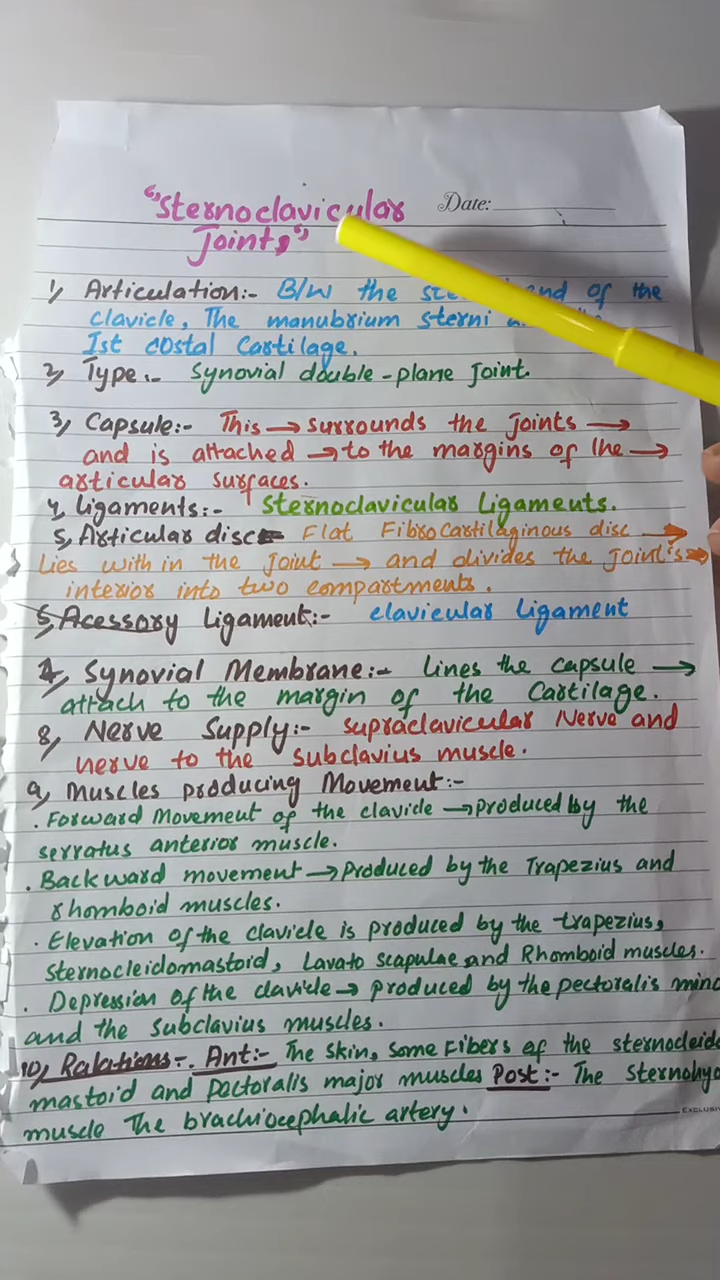 "Sternoclavicular Date:
Joints"
1) Articulation:- B/W the end of the
clavicle, The manubrium sterni
Ist costal Cartilage.
2) Type:- Synovial double-plane Joint.
3) Capsule:- This → surrounds the joints →
and is attached → to the margins of the →
articular surfaces.
4) Ligaments:- Sternoclavicular Ligaments.
5) Articular disc:- Flat Fibrocartilaginous disc →
Lies with in the joint → and divides the joint's →
interior into two compartments.
5) Acessory Ligament:- clavicular Ligament
7) Synovial Membrane:- Lines the capsule →
attach to the margin of the Cartilage.
8) Nerve Supply:- supraclavicular Nerve and
nerve to the subclavius muscle.
9) Muscles producing Movement:-
. Forward Movement of the clavicle → produced by the
serratus anterior muscle.
. Backward movement → produced by the Trapezius and
rhomboid muscles.
. Elevation of the clavicle is produced by the trapezius,
Sternocleidomastoid, Lavato scapulae and Rhomboid muscles.
. Depression of the clavicle → produced by the pectoralis mino
and the subclavius muscles.
10) Ralations:- Ant:- The skin, some Fibers of the sternocleido
mastoid and pectoralis major muscles Post:- The sternohyo
muscle The brachiocephalic artery.
EXCLUSIV